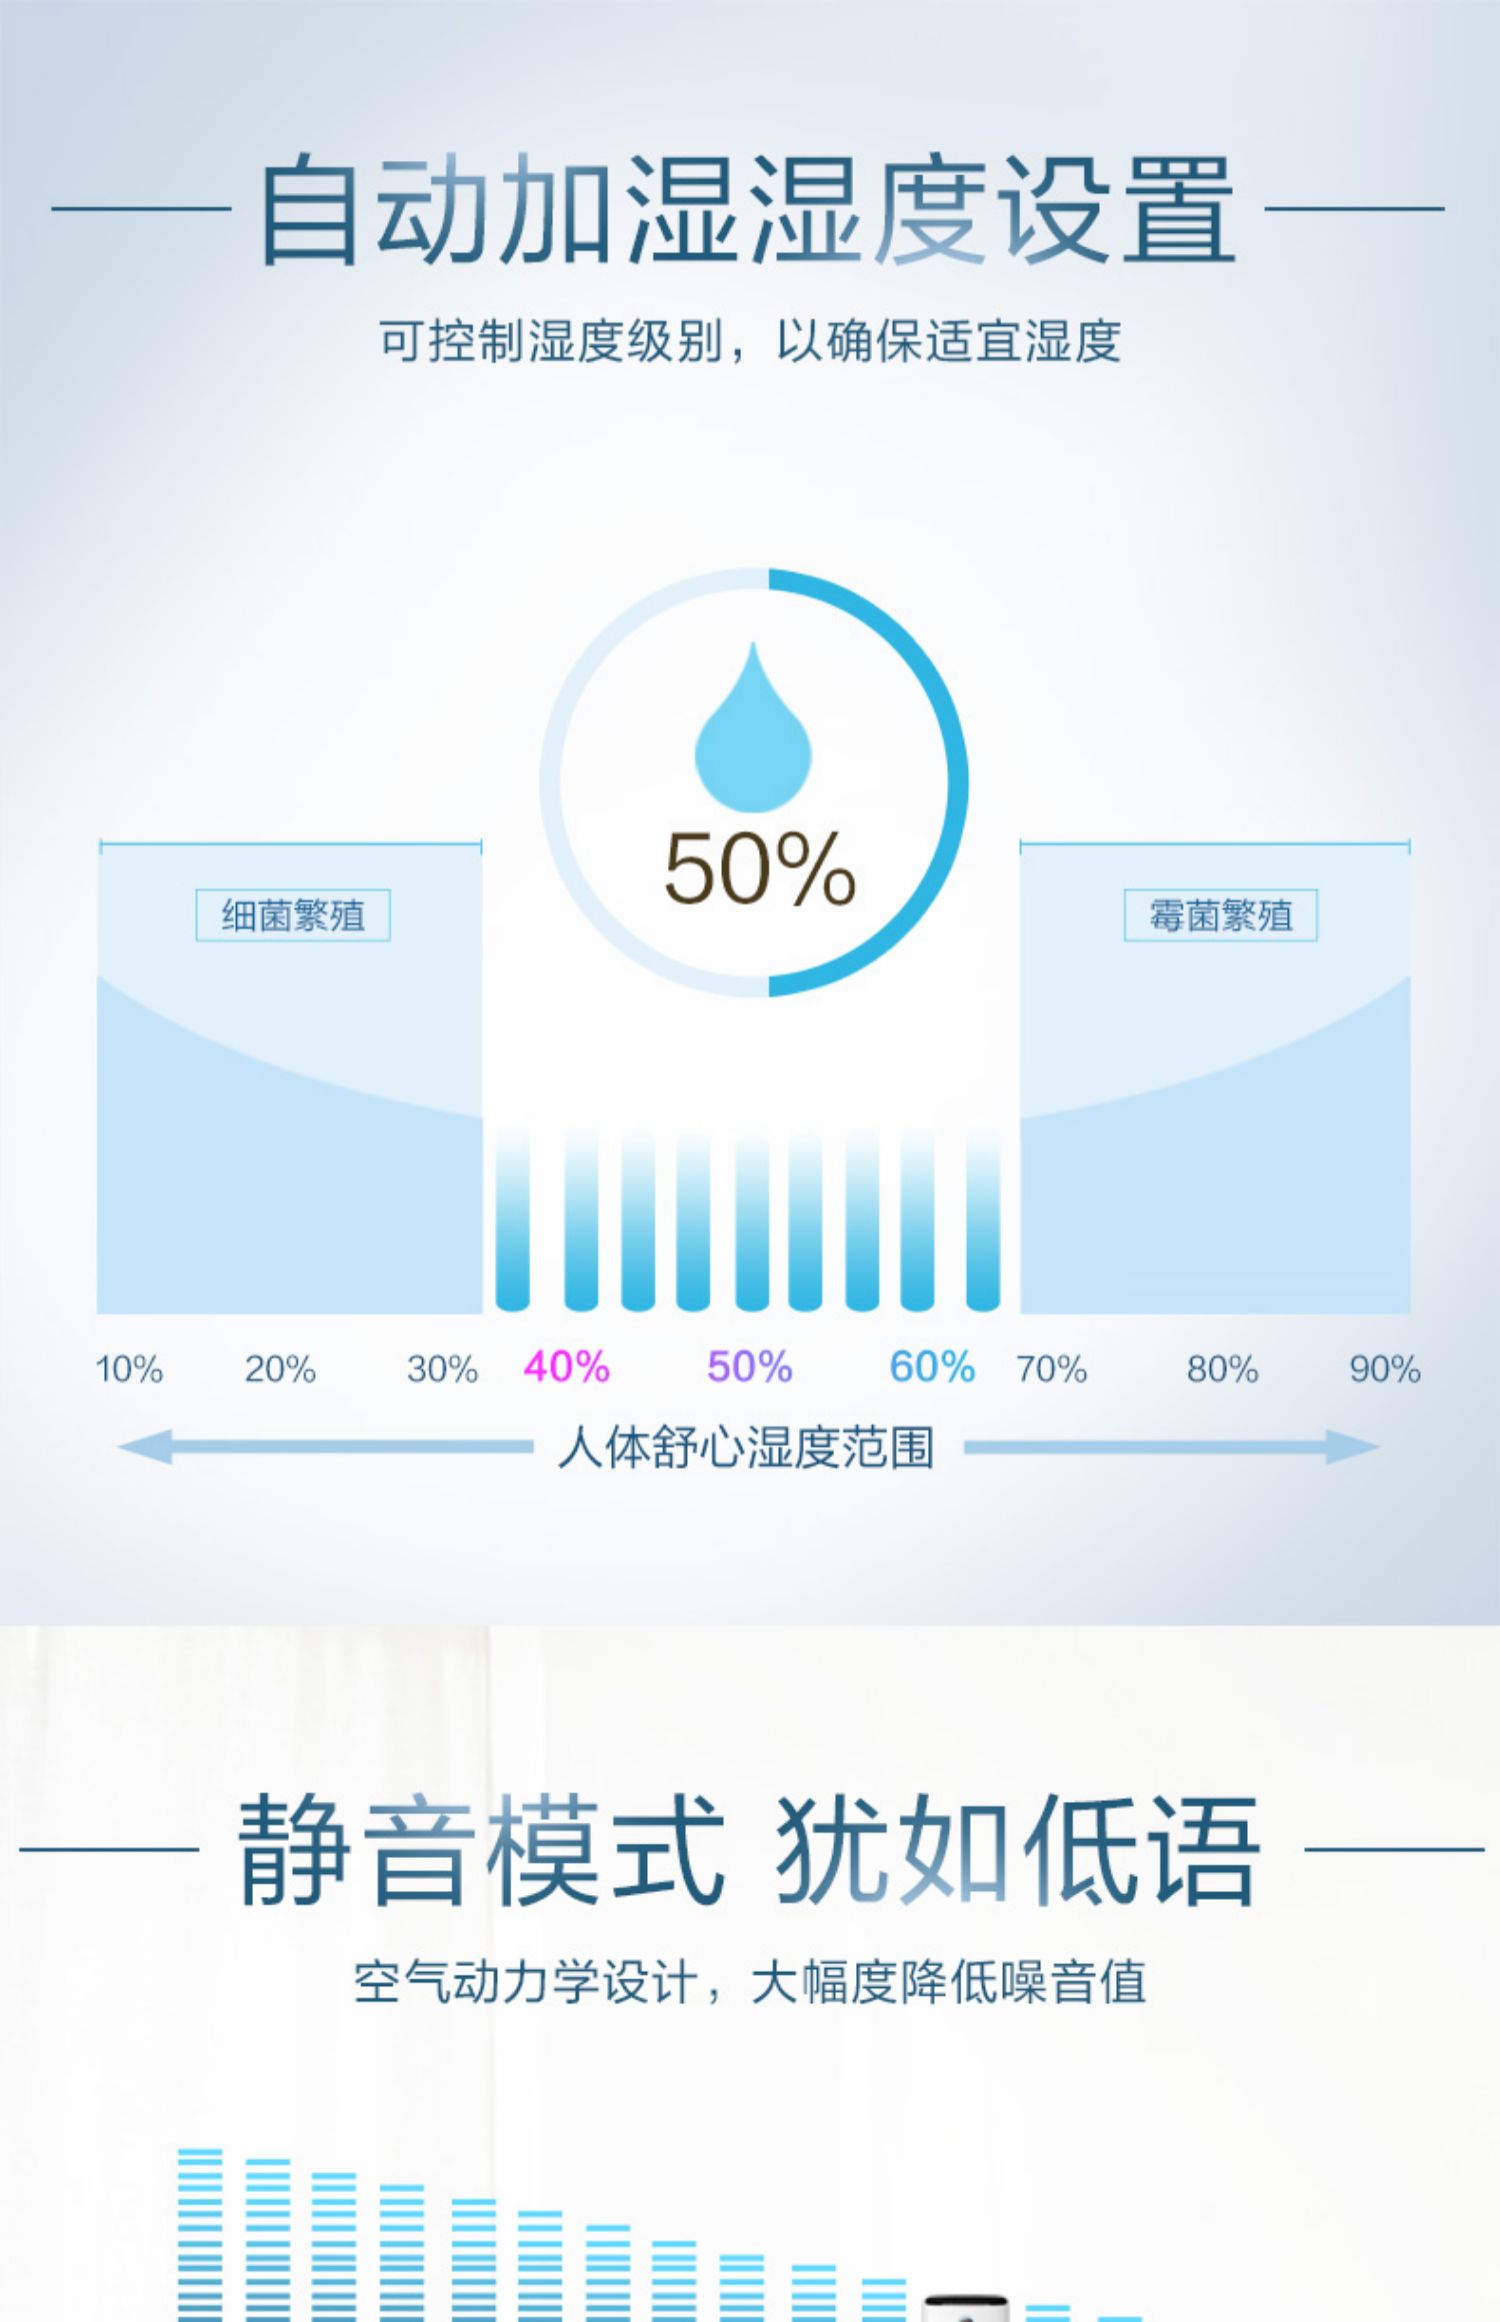 自动加湿湿度设置
可控制湿度级别，以确保适宜湿度
50%
细菌繁殖
霉菌繁殖
10% 20% 30% 40% 50% 60% 70% 80% 90%
人体舒心湿度范围
静音模式 犹如低语
空气动力学设计，大幅度降低噪音值